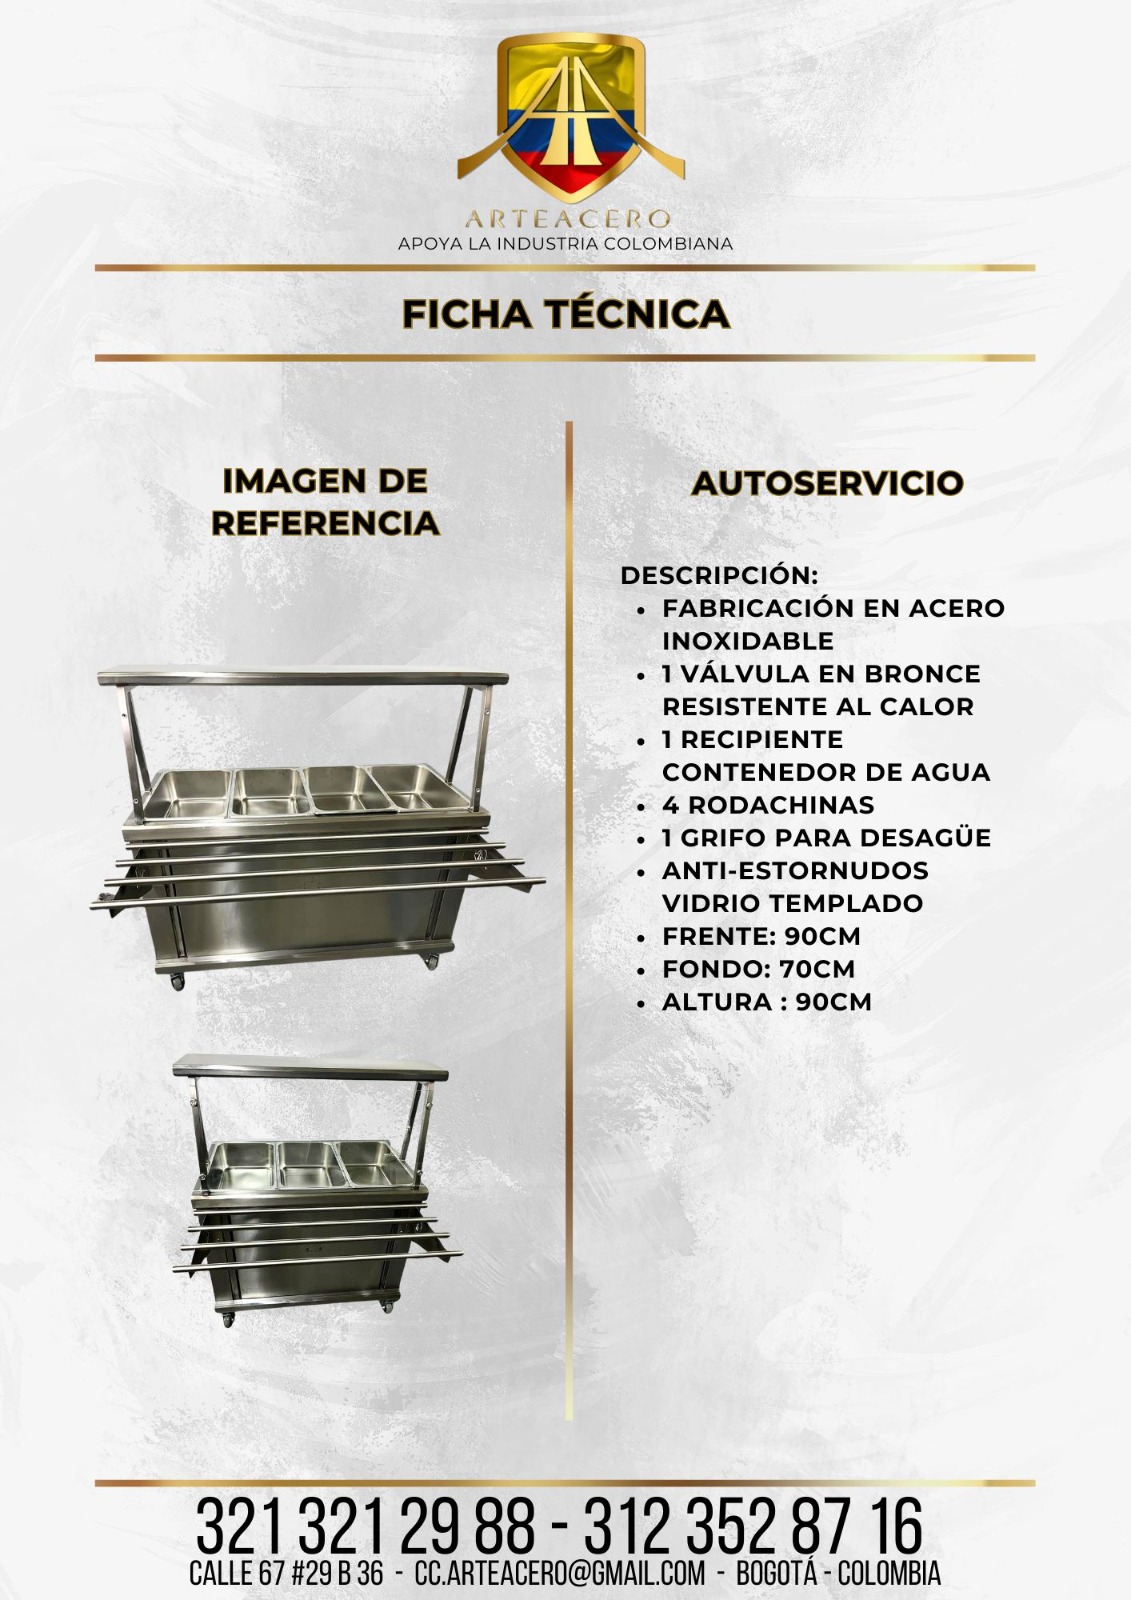 ARTEACERO
APOYA LA INDUSTRIA COLOMBIANA
FICHA TÉCNICA
IMAGEN DE
REFERENCIA
AUTOSERVICIO
DESCRIPCIÓN:
• FABRICACIÓN EN ACERO
INOXIDABLE
• 1 VÁLVULA EN BRONCE
RESISTENTE AL CALOR
• 1 RECIPIENTE
CONTENEDOR DE AGUA
• 4 RODACHINAS
• 1 GRIFO PARA DESAGÜE
• ANTI-ESTORNUDOS
VIDRIO TEMPLADO
• FRENTE: 90CM
• FONDO: 70CM
• ALTURA : 90CM
321 321 29 88 - 312 352 87 16
CALLE 67 #29 B 36 - CC.ARTEACERO@GMAIL.COM - BOGOTÁ - COLOMBIA